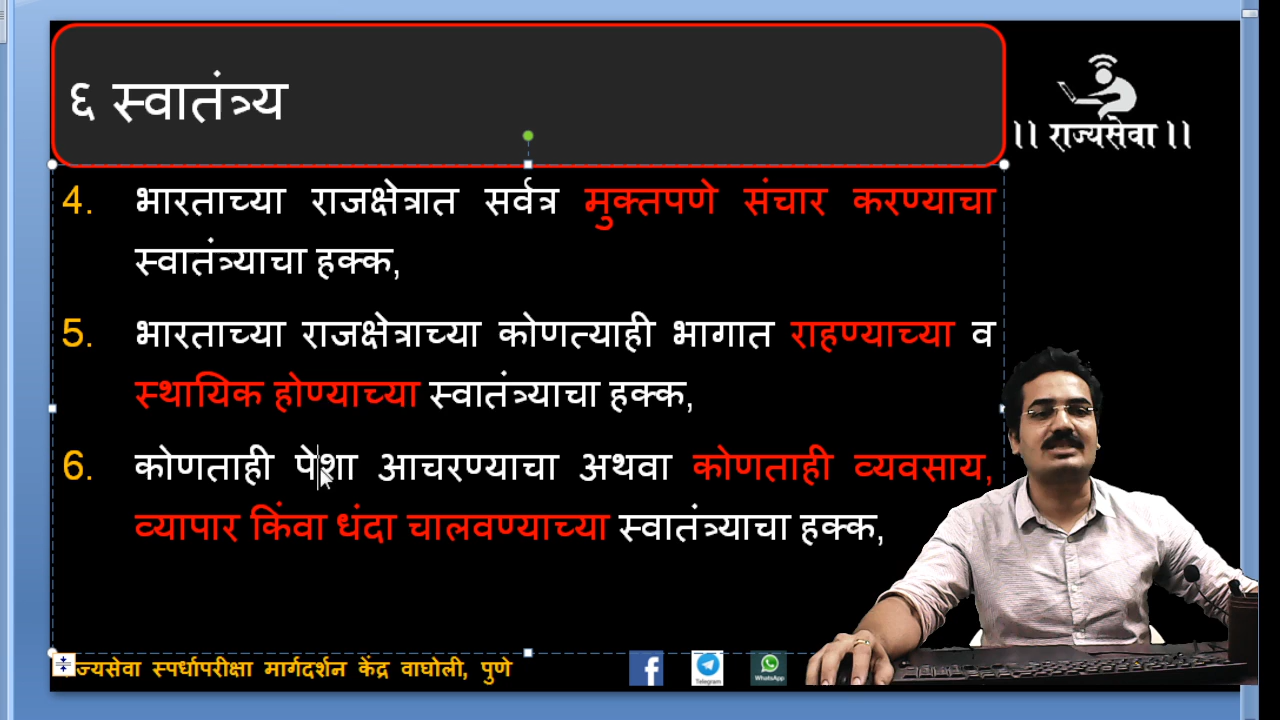 ६ स्वातंत्र्य
।। राज्यसेवा ।।
4. भारताच्या राजक्षेत्रात सर्वत्र मुक्तपणे संचार करण्याचा
स्वातंत्र्याचा हक्क,
5. भारताच्या राजक्षेत्राच्या कोणत्याही भागात राहण्याच्या व
स्थायिक होण्याच्या स्वातंत्र्याचा हक्क,
6. कोणताही पेशा आचरण्याचा अथवा कोणताही व्यवसाय,
व्यापार किंवा धंदा चालवण्याच्या स्वातंत्र्याचा हक्क,
ज्यसेवा स्पर्धापरीक्षा मार्गदर्शन केंद्र वाघोली, पुणे
Telegram
WhatsApp